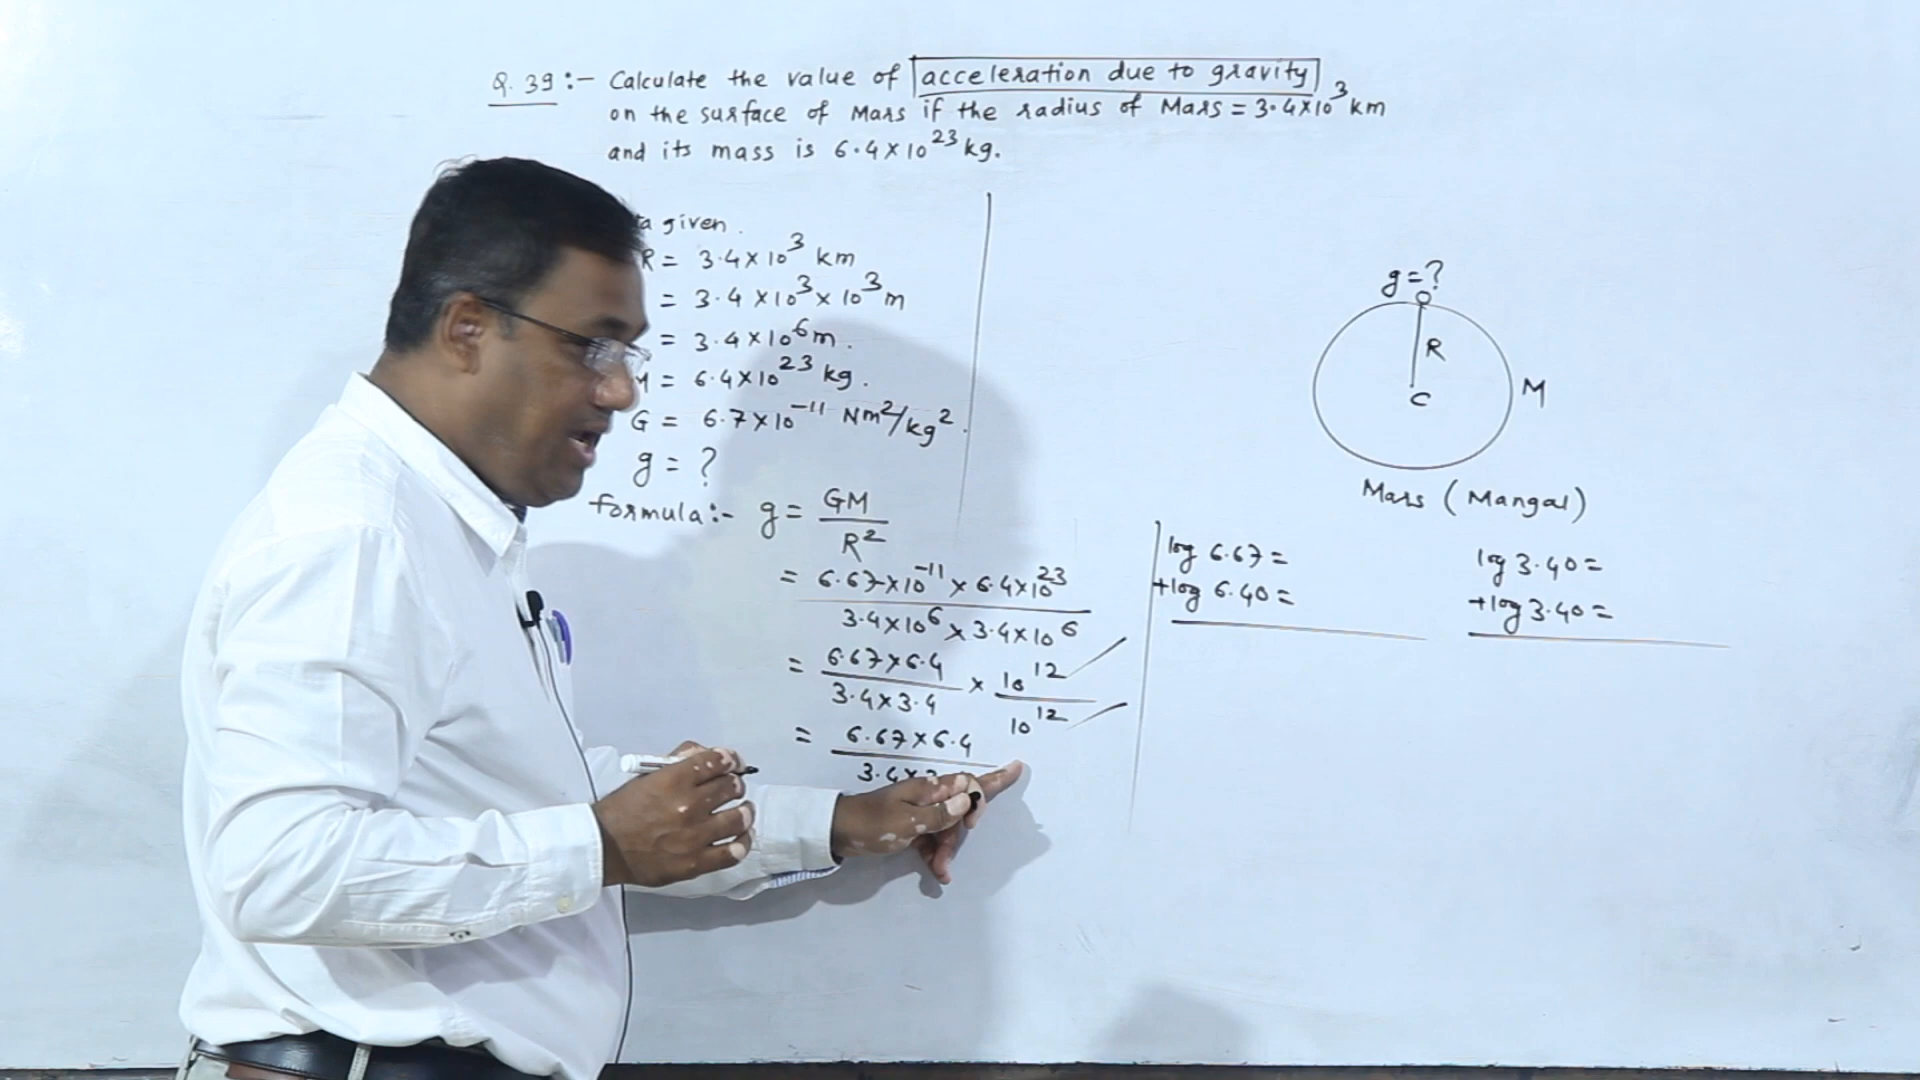 Q. 39 :- Calculate the value of acceleration due to gravity
on the surface of Mars if the radius of Mars = 3.4×10³ km
and its mass is 6.4×10²³ kg.
given.
R = 3.4×10³ km
= 3.4×10³×10³ m
= 3.4×10⁶ m.
M = 6.4×10²³ kg.
G = 6.7×10⁻¹¹ Nm²/kg².
g = ?
formula:- g = GM
R²
= 6.67×10⁻¹¹ × 6.4×10²³
3.4×10⁶ × 3.4×10⁶
= 6.67×6.4 × 10¹²
3.4×3.4 10¹²
= 6.67×6.4
3.4×3
g=?
R
C
M
Mars (Mangal)
log 6.67 =
+log 6.40 =
log 3.40 =
+log 3.40 =